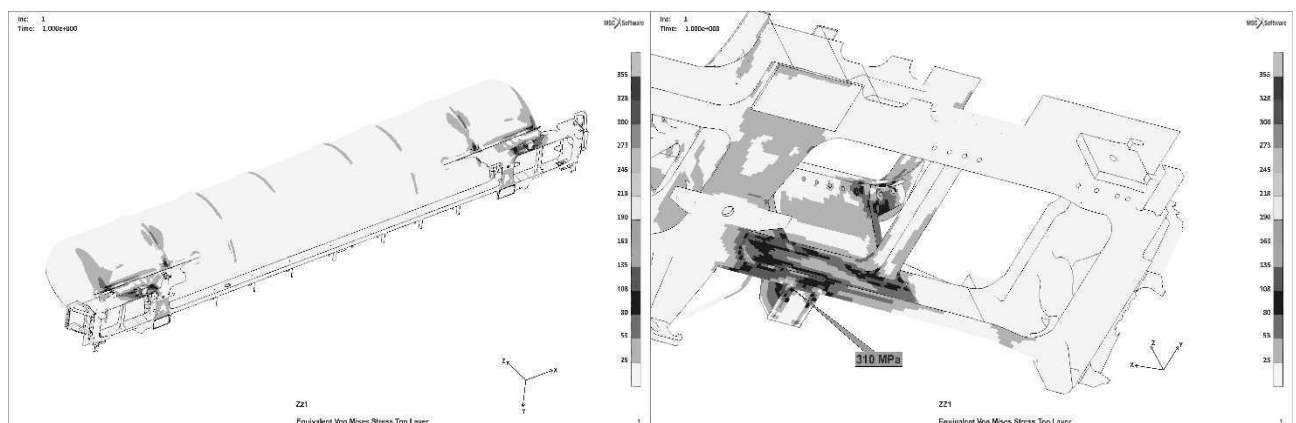 Inc: 1
Time: 1.000e+000
MSC Software
355
328
300
273
245
218
190
163
135
108
80
53
25
Z
X
Y
ZZ1
Equivalent Von Mises Stress Top Layer
1
Inc: 1
Time: 1.000e+000
MSC Software
355
328
300
273
245
218
190
163
135
108
80
53
25
310 MPa
Z
Y
X
ZZ1
Equivalent Von Mises Stress Top Layer
1